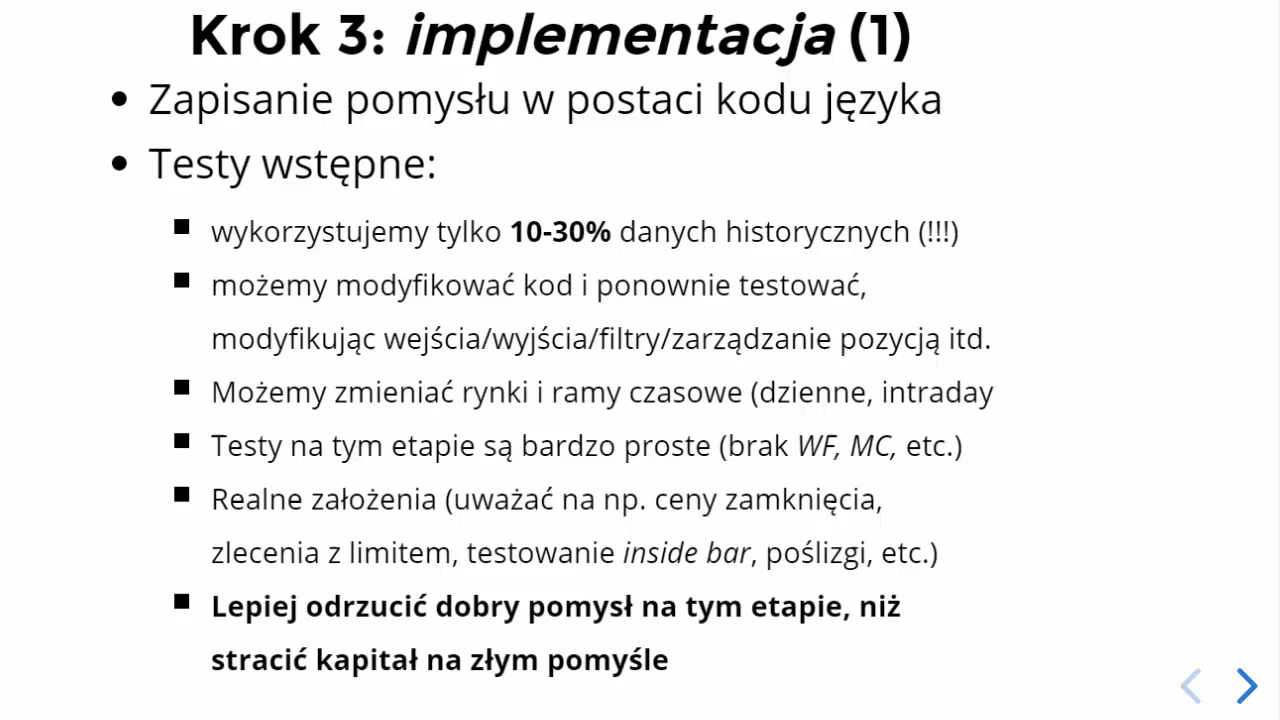 Krok 3: implementacja (1)
Zapisanie pomysłu w postaci kodu języka
Testy wstępne:
wykorzystujemy tylko 10-30% danych historycznych (!!!)
możemy modyfikować kod i ponownie testować,
modyfikując wejścia/wyjścia/filtry/zarządzanie pozycją itd.
Możemy zmieniać rynki i ramy czasowe (dzienne, intraday
Testy na tym etapie są bardzo proste (brak WF, MC, etc.)
Realne założenia (uważać na np. ceny zamknięcia,
zlecenia z limitem, testowanie inside bar, poślizgi, etc.)
Lepiej odrzucić dobry pomysł na tym etapie, niż
stracić kapitał na złym pomyśle